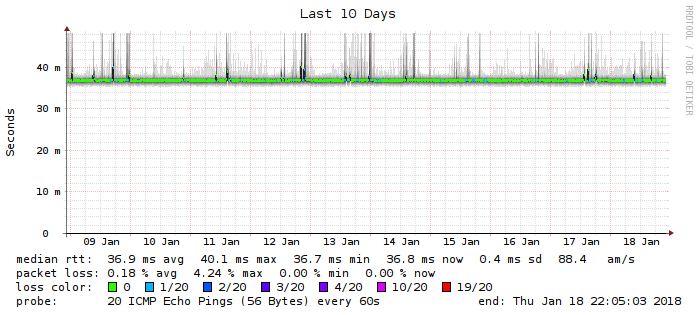 Last 10 Days
RRDTOOL / TOBI OETIKER
Seconds
40 m
30 m
20 m
10 m
0
09 Jan 10 Jan 11 Jan 12 Jan 13 Jan 14 Jan 15 Jan 16 Jan 17 Jan 18 Jan
median rtt: 36.9 ms avg 40.1 ms max 36.7 ms min 36.8 ms now 0.4 ms sd 88.4 am/s
packet loss: 0.18 % avg 4.24 % max 0.00 % min 0.00 % now
loss color: 0 1/20 2/20 3/20 4/20 10/20 19/20
probe: 20 ICMP Echo Pings (56 Bytes) every 60s end: Thu Jan 18 22:05:03 2018